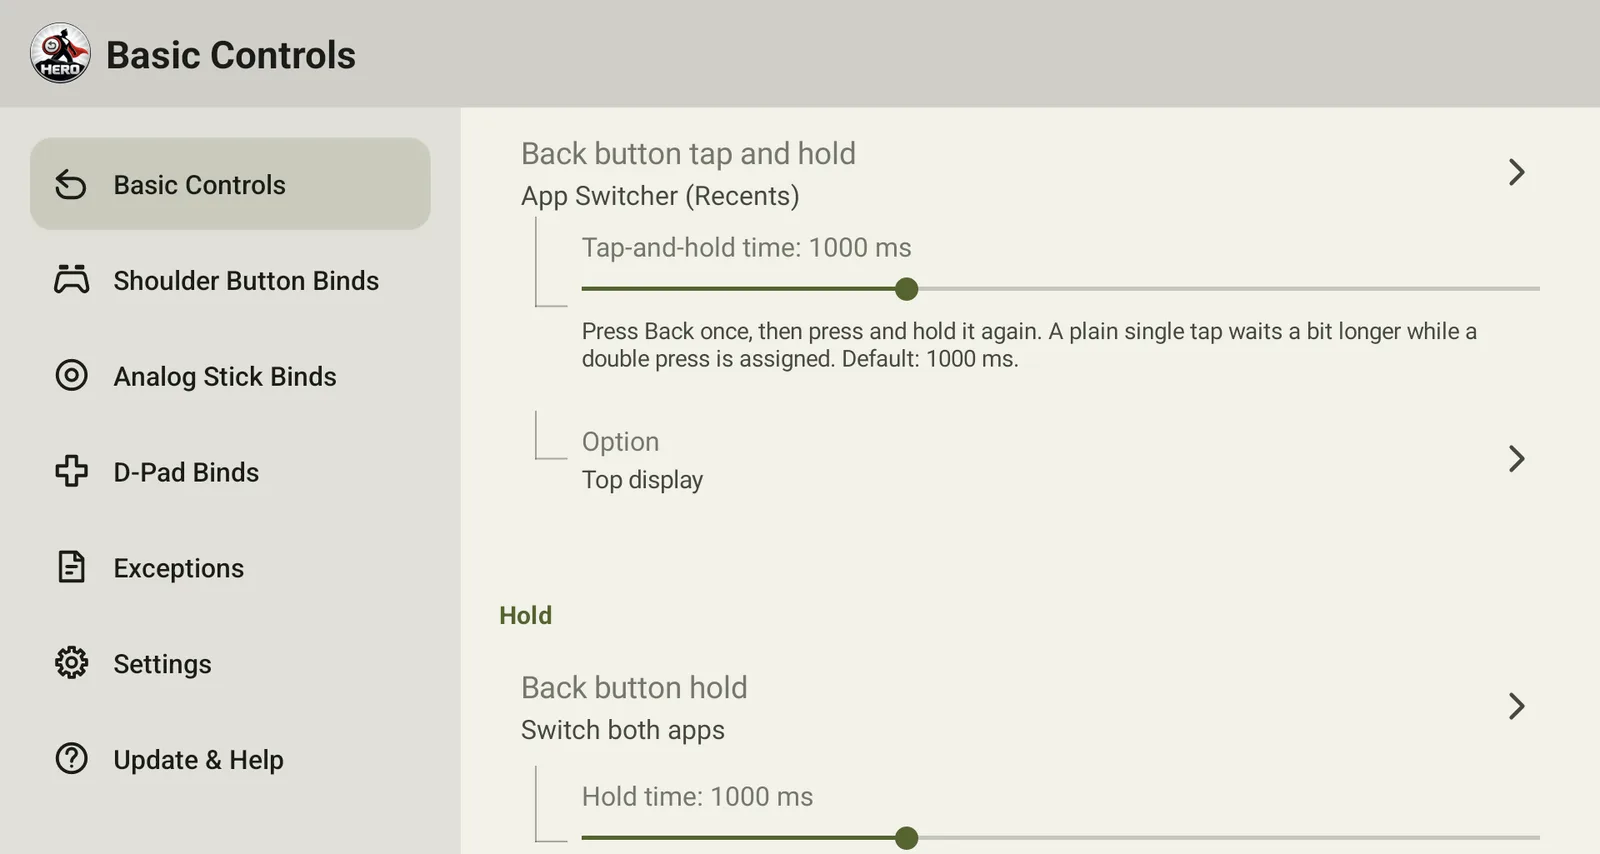 HERO
Basic Controls
Basic Controls
Shoulder Button Binds
Analog Stick Binds
D-Pad Binds
Exceptions
Settings
Update & Help
Back button tap and hold
App Switcher (Recents)
Tap-and-hold time: 1000 ms
Press Back once, then press and hold it again. A plain single tap waits a bit longer while a
double press is assigned. Default: 1000 ms.
Option
Top display
Hold
Back button hold
Switch both apps
Hold time: 1000 ms